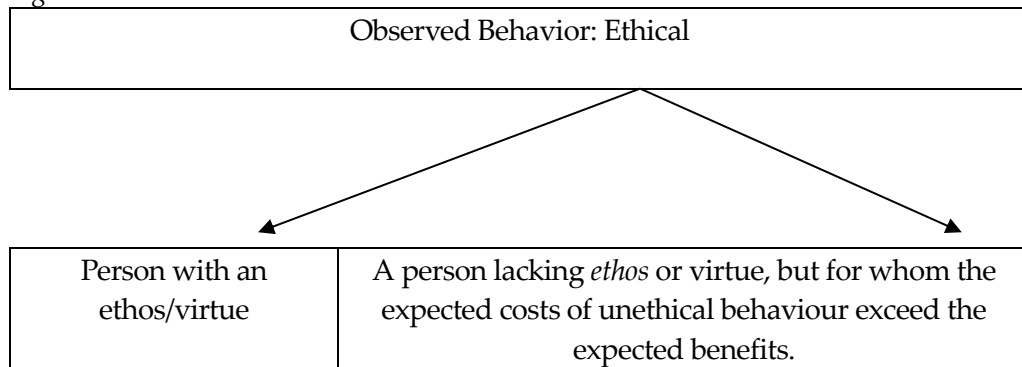 Observed Behavior: Ethical
Person with an
ethos/virtue
A person lacking ethos or virtue, but for whom the
expected costs of unethical behaviour exceed the
expected benefits.